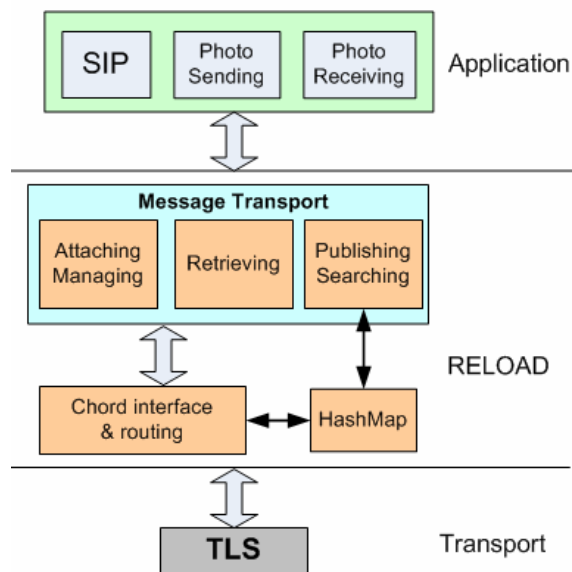 SIP
Photo
Sending
Photo
Receiving
Application
Message Transport
Attaching
Managing
Retrieving
Publishing
Searching
RELOAD
Chord interface
& routing
HashMap
TLS
Transport